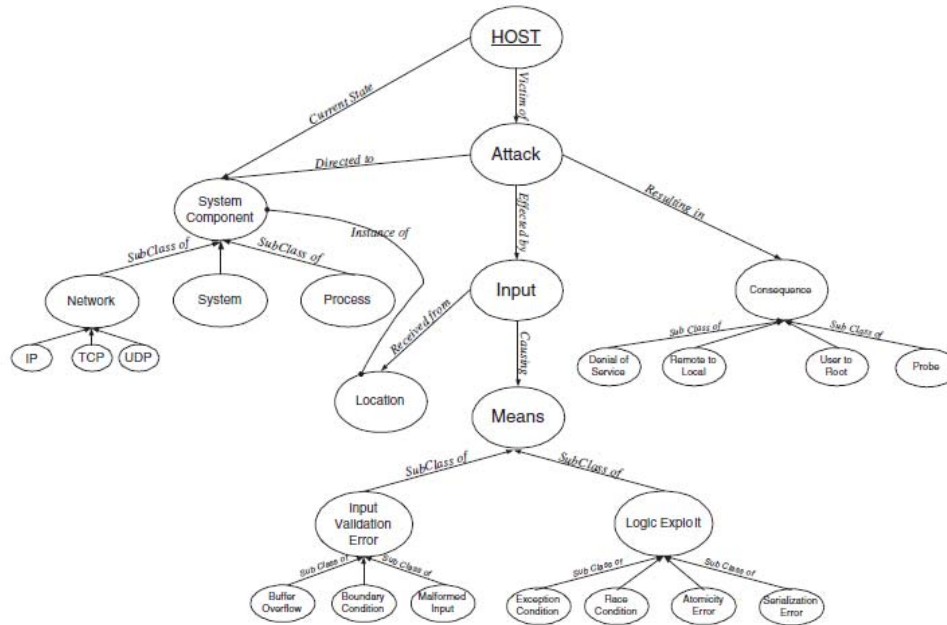 HOST
Current State
Victim of
Attack
Directed to
Effected by
Resulting in
System
Component
Instance of
SubClass of
SubClass of
Network
System
Process
Input
Consequence
IP
TCP
UDP
Received from
Causing
Sub Class of
Sub Class of
Denial of
Service
Remote to
Local
User to
Root
Probe
Location
Means
SubClass of
SubClass of
Input
Validation
Error
Logic Exploit
Sub Class of
Sub Class of
Sub Class of
Sub Class of
Buffer
Overflow
Boundary
Condition
Malformed
Input
Exception
Condition
Race
Condition
Atomicity
Error
Serialization
Error